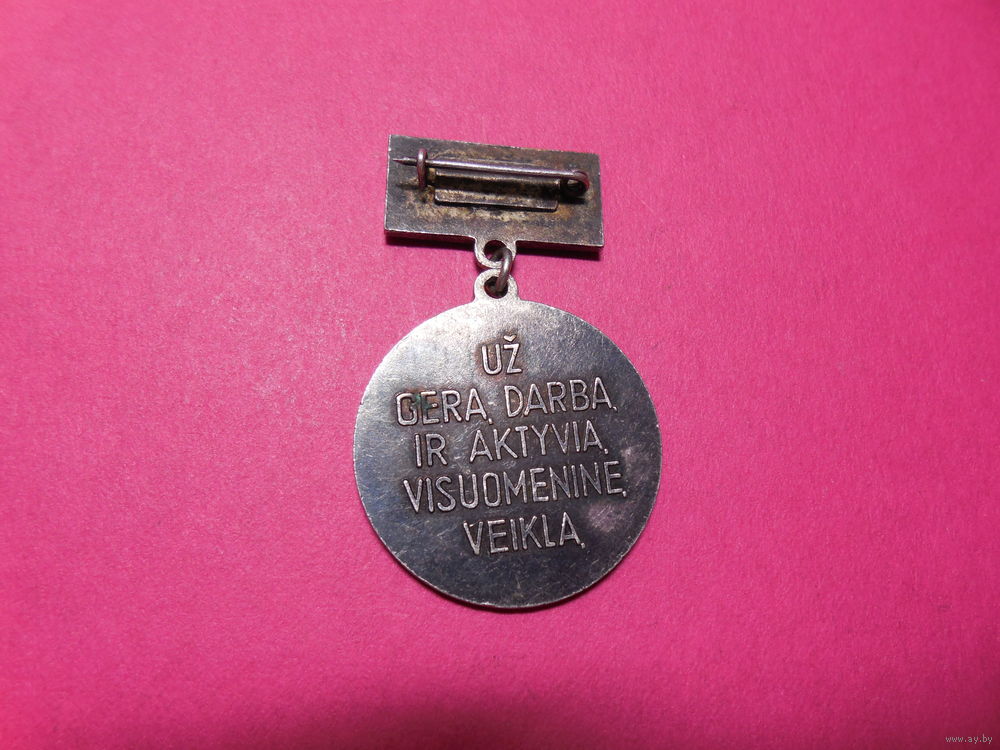 UŽ
GERĄ DARBĄ
IR AKTYVIĄ
VISUOMENINĘ
VEIKLĄ
www.ay.by